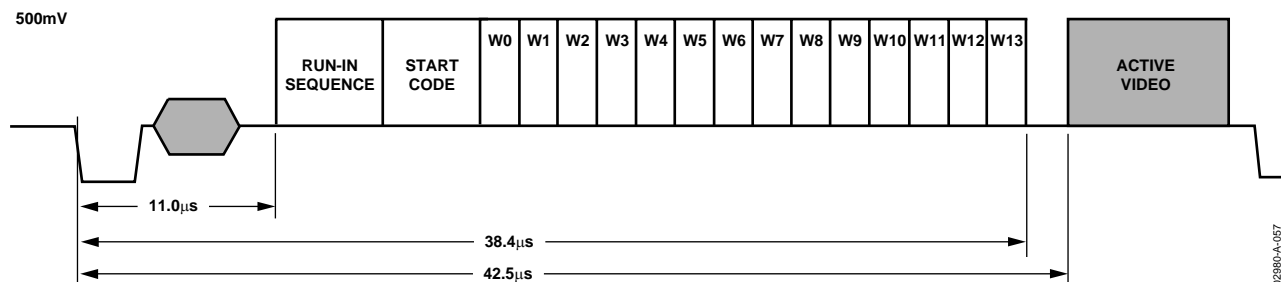 500mV
RUN-IN
SEQUENCE
START
CODE
W0 W1 W2 W3 W4 W5 W6 W7 W8 W9 W10 W11 W12 W13
ACTIVE
VIDEO
11.0μs
38.4μs
42.5μs
02980-A-057